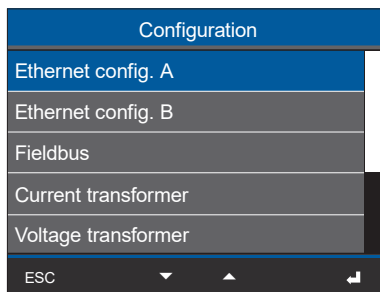 Configuration
Ethernet config. A
Ethernet config. B
Fieldbus
Current transformer
Voltage transformer
ESC